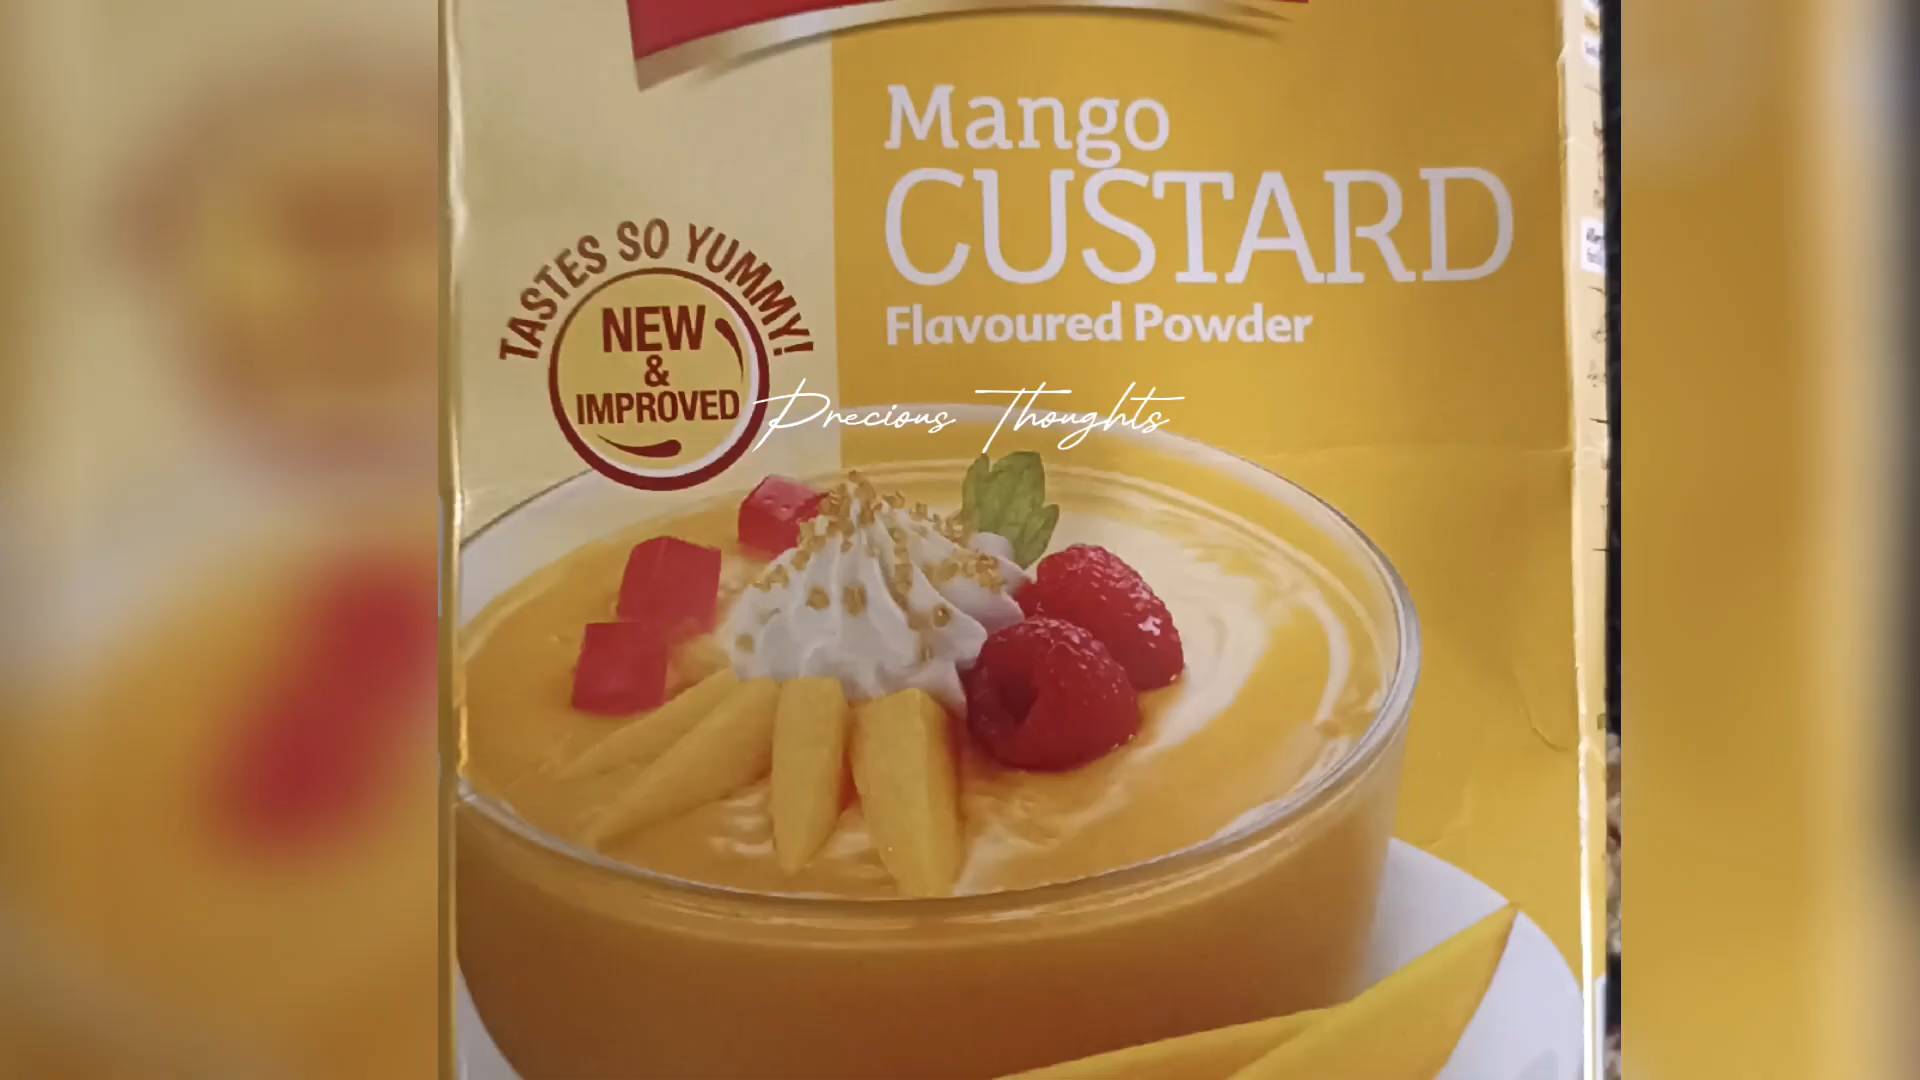 Mango
CUSTARD
Flavoured Powder
TASTES SO YUMMY!
NEW
&
IMPROVED
Precious Thoughts